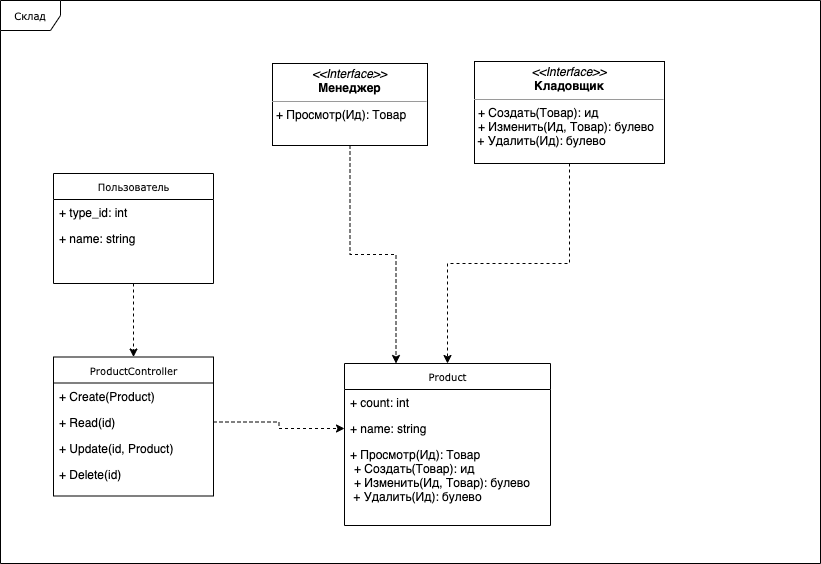 Склад
<<Interface>>
Менеджер
+ Просмотр(Ид): Товар
<<Interface>>
Кладовщик
+ Создать(Товар): ид
+ Изменить(Ид, Товар): булево
+ Удалить(Ид): булево
Пользователь
+ type_id: int
+ name: string
ProductController
+ Create(Product)
+ Read(id)
+ Update(id, Product)
+ Delete(id)
Product
+ count: int
+ name: string
+ Просмотр(Ид): Товар
+ Создать(Товар): ид
+ Изменить(Ид, Товар): булево
+ Удалить(Ид): булево